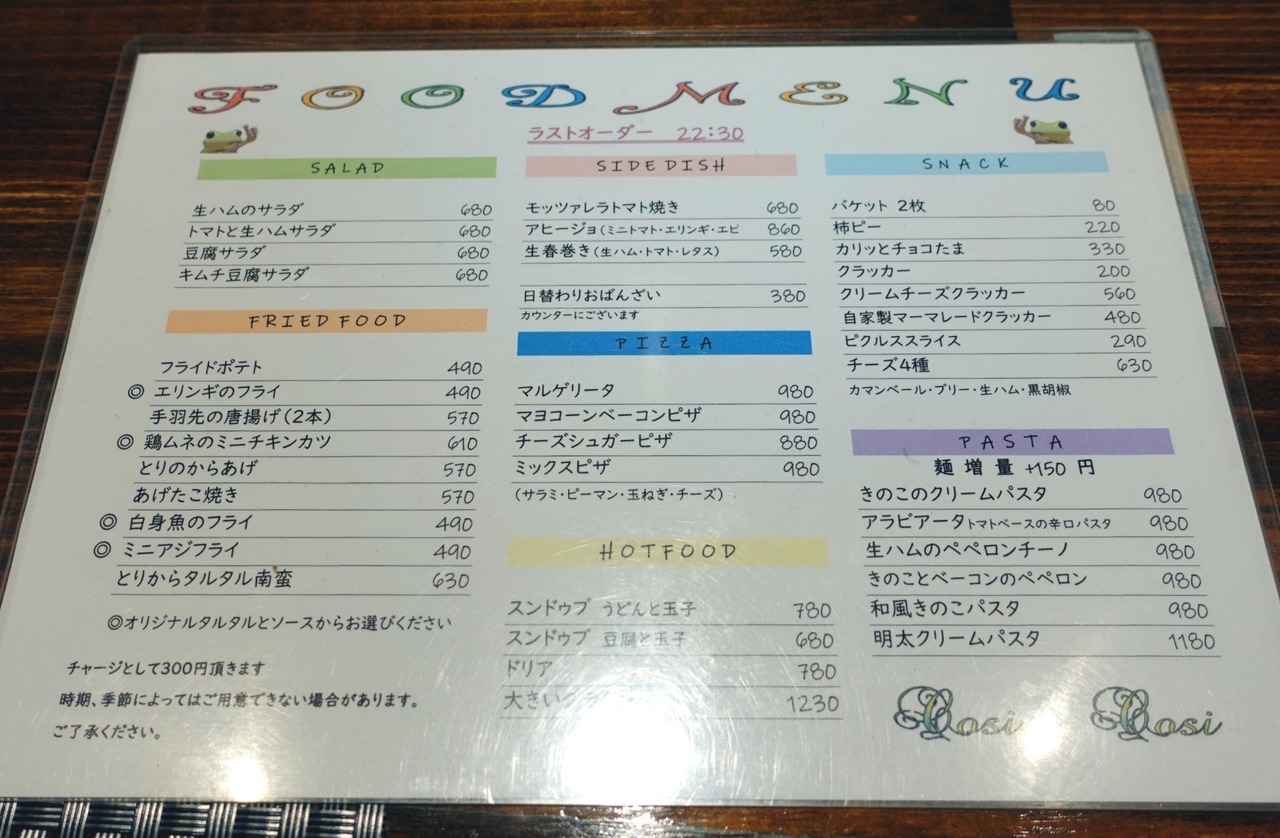 FOOD MENU
ラストオーダー 22:30
SALAD
生ハムのサラダ 680
トマトと生ハムサラダ 680
豆腐サラダ 680
キムチ豆腐サラダ 680
FRIED FOOD
フライドポテト 490
◎ エリンギのフライ 490
手羽先の唐揚げ(2本) 570
◎ 鶏ムネのミニチキンカツ 610
とりのからあげ 570
あげたこ焼き 570
◎ 白身魚のフライ 490
◎ ミニアジフライ 490
とりからタルタル南蛮 630
◎オリジナルタルタルとソースからお選びください
チャージとして300円頂きます
時期、季節によってはご用意できない場合があります。
ご了承ください。
SIDE DISH
モッツァレラトマト焼き 680
アヒージョ(ミニトマト・エリンギ・エビ 860
生春巻き(生ハム・トマト・レタス) 580
日替わりおばんざい 380
カウンターにございます
PIZZA
マルゲリータ 980
マヨコーンベーコンピザ 980
チーズシュガーピザ 880
ミックスピザ 980
(サラミ・ピーマン・玉ねぎ・チーズ)
HOTFOOD
スンドゥブ うどんと玉子 780
スンドゥブ 豆腐と玉子 680
ドリア 780
大きい 1230
SNACK
バケット 2枚 80
柿ピー 220
カリッとチョコたま 330
クラッカー 200
クリームチーズクラッカー 560
自家製マーマレードクラッカー 480
ピクルススライス 290
チーズ4種 630
カマンベール・ブリー・生ハム・黒胡椒
PASTA
麺 増 量 +150 円
きのこのクリームパスタ 980
アラビアータトマトベースの辛口パスタ 980
生ハムのペペロンチーノ 980
きのことベーコンのペペロン 980
和風きのこパスタ 980
明太クリームパスタ 1180